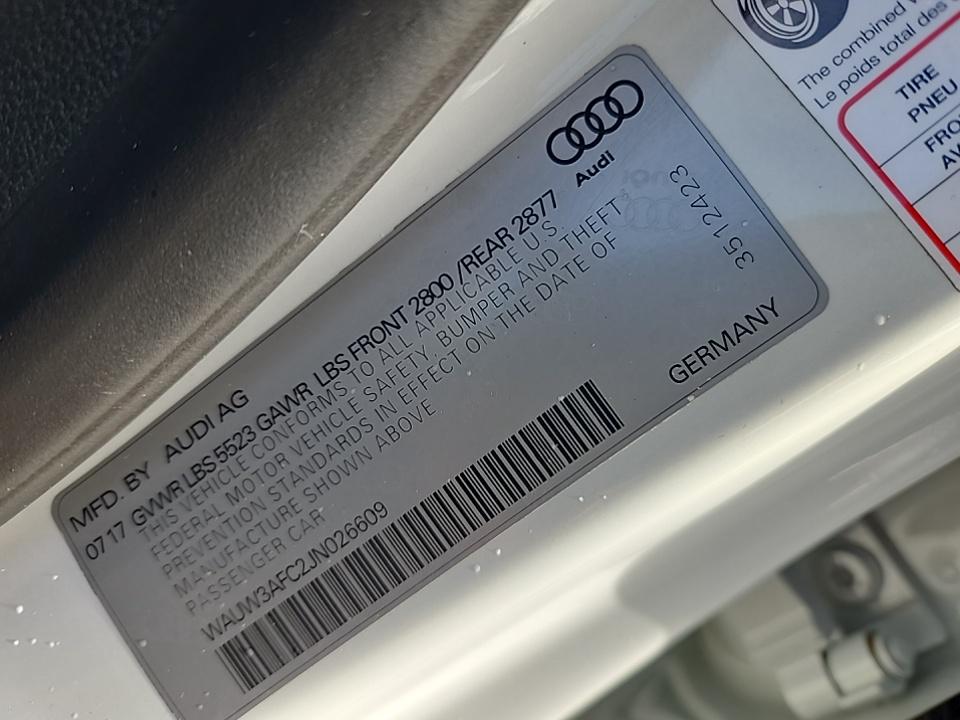 Audi
MFD. BY AUDI AG
07 17 GVWR LBS 5523 GAWR LBS FRONT 2800 /REAR 2877
THIS VEHICLE CONFORMS TO ALL APPLICABLE U.S.
FEDERAL MOTOR VEHICLE SAFETY, BUMPER AND THEFT
PREVENTION STANDARDS IN EFFECT ON THE DATE OF
MANUFACTURE SHOWN ABOVE
PASSENGER CAR
WAUW3AFC2JN026609
GERMANY
3512423
The combined
Le poids total des
TIRE
PNEU